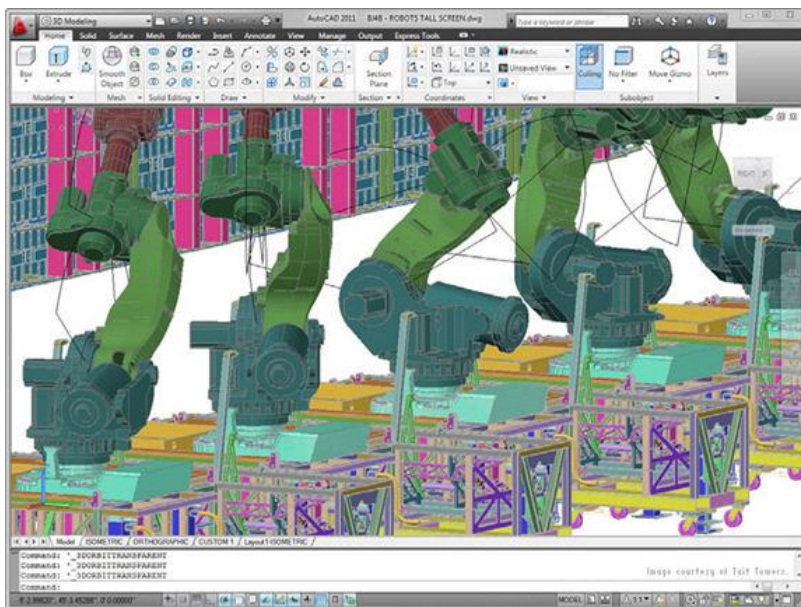 3D Modeling AutoCAD 2011 BJ4B - ROBOTS TALL SCREEN.dwg Type a keyword or phrase
Home Solid Surface Mesh Render Insert Annotate View Manage Output Express Tools
Box Extrude Smooth Object Section Plane Realistic Unsaved View Top Culling No Filter Move Gizmo Layers
Modeling Mesh Solid Editing Draw Modify Section Coordinates View Subobject
Model ISOMETRIC ORTHOGRAPHIC CUSTOM 1 Layout1-ISOMETRIC
Command: '_3DORBITTRANSPARENT
Command: '_3DORBITTRANSPARENT
Command: '_3DORBITTRANSPARENT
Image courtesy of Tait Towers.
Command:
MODEL 1:1